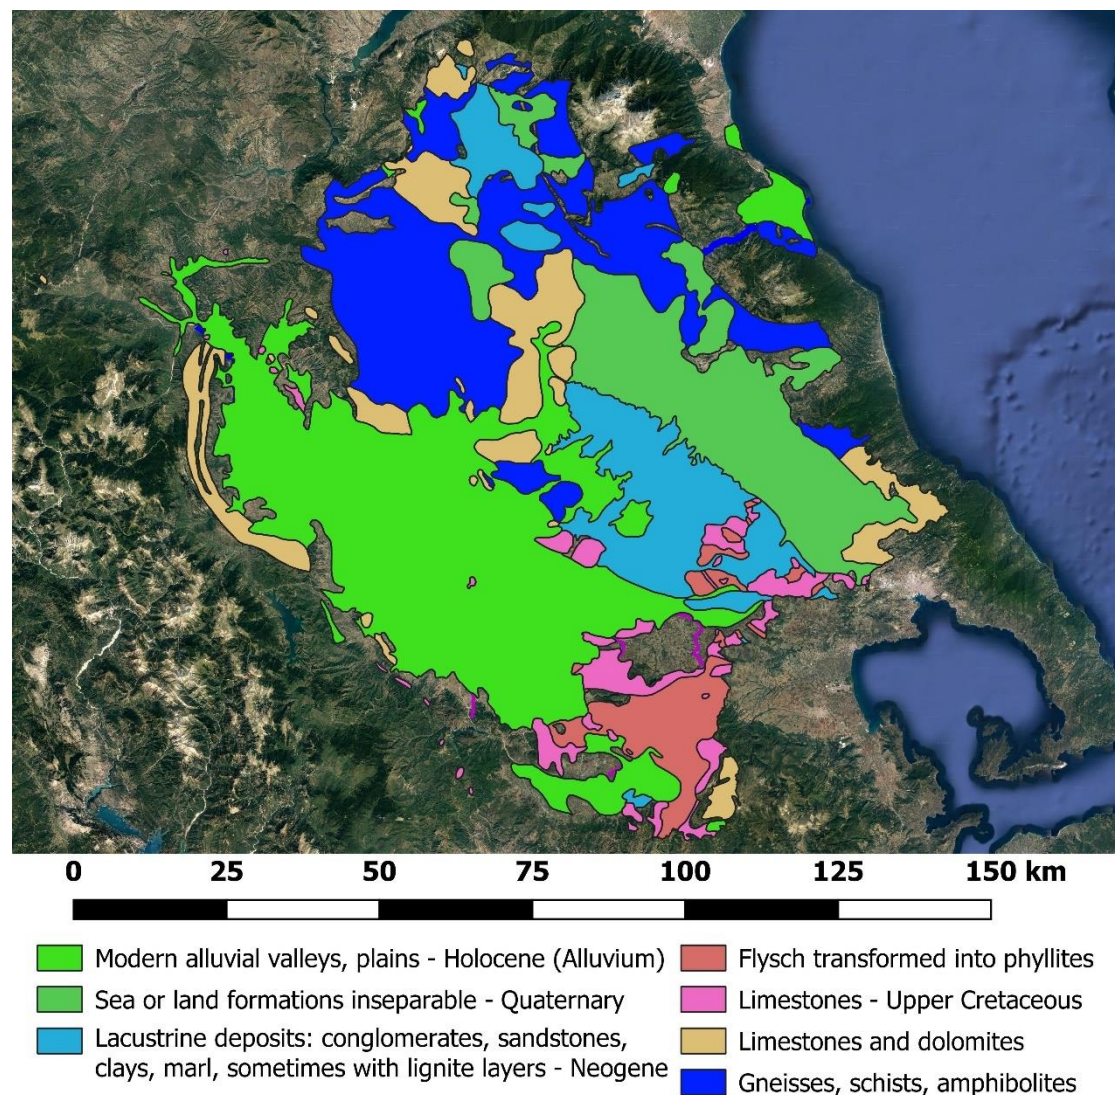 0 25 50 75 100 125 150 km
Modern alluvial valleys, plains - Holocene (Alluvium)
Sea or land formations inseparable - Quaternary
Lacustrine deposits: conglomerates, sandstones,
clays, marl, sometimes with lignite layers - Neogene
Flysch transformed into phyllites
Limestones - Upper Cretaceous
Limestones and dolomites
Gneisses, schists, amphibolites